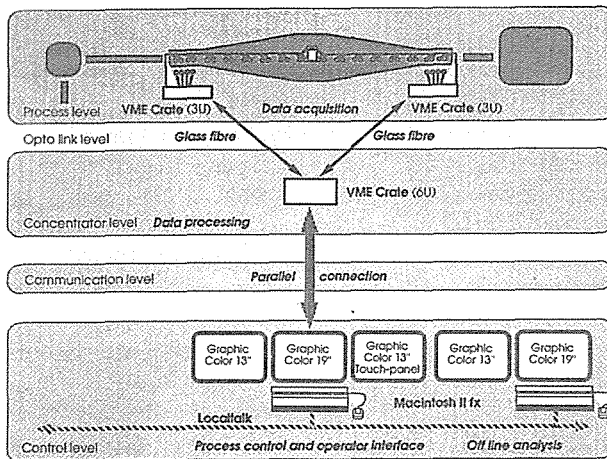 VME Crate (3U)
Data acquisition
VME Crate (3U)
Process level
Opto link level
Glass fibre
Glass fibre
VME Crate (6U)
Concentrator level
Data processing
Communication level
Parallel connection
Graphic
Color 13"
Graphic
Color 19"
Graphic
Color 13"
Touch-panel
Graphic
Color 13"
Graphic
Color 19"
Macintosh II fx
Localtalk
Control level
Process control and operator interface
Off line analysis